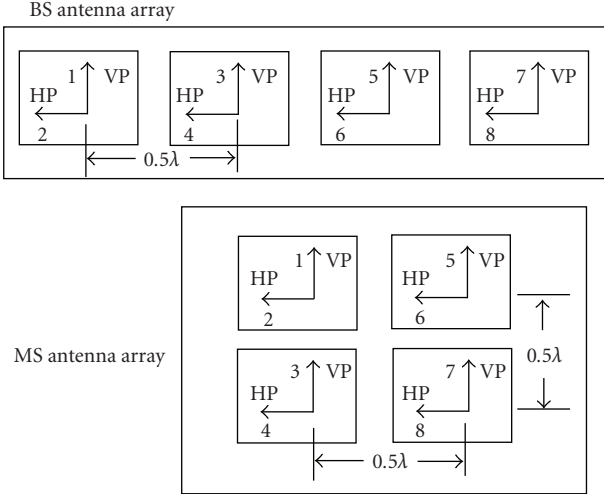 BS antenna array
1 VP 3 VP 5 VP 7 VP
HP HP HP HP
2 4 6 8
0.5λ
1 VP 5 VP
HP HP
2 6
MS antenna array
0.5λ
3 VP 7 VP
HP HP
4 8
0.5λ